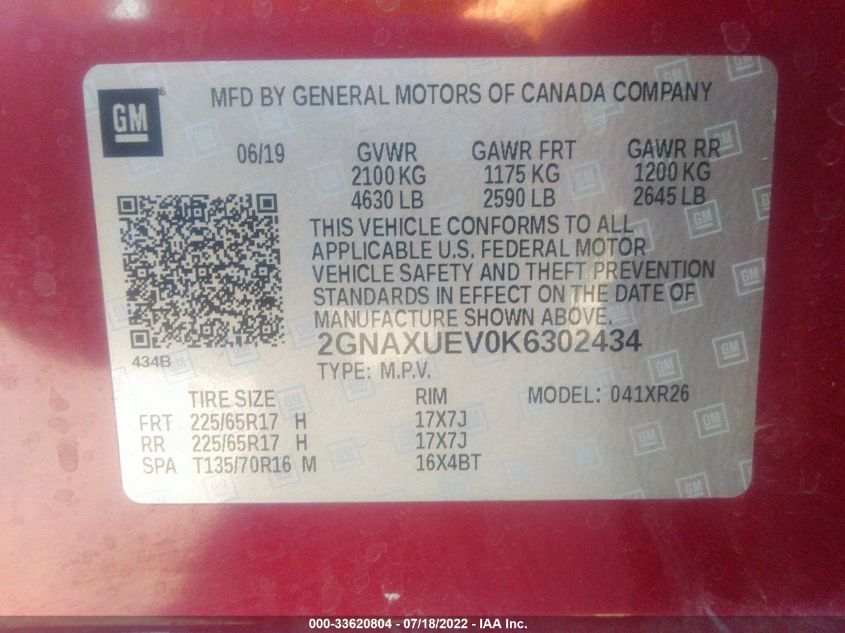 GM ®
MFD BY GENERAL MOTORS OF CANADA COMPANY
06/19 GVWR GAWR FRT GAWR RR
2100 KG 1175 KG 1200 KG
4630 LB 2590 LB 2645 LB
THIS VEHICLE CONFORMS TO ALL
APPLICABLE U.S. FEDERAL MOTOR
VEHICLE SAFETY AND THEFT PREVENTION
STANDARDS IN EFFECT ON THE DATE OF
MANUFACTURE SHOWN ABOVE.
434B
2GNAXUEV0K6302434
TYPE: M.P.V.
TIRE SIZE RIM MODEL: 041XR26
FRT 225/65R17 H 17X7J
RR 225/65R17 H 17X7J
SPA T135/70R16 M 16X4BT
000-33620804 - 07/18/2022 - IAA Inc.